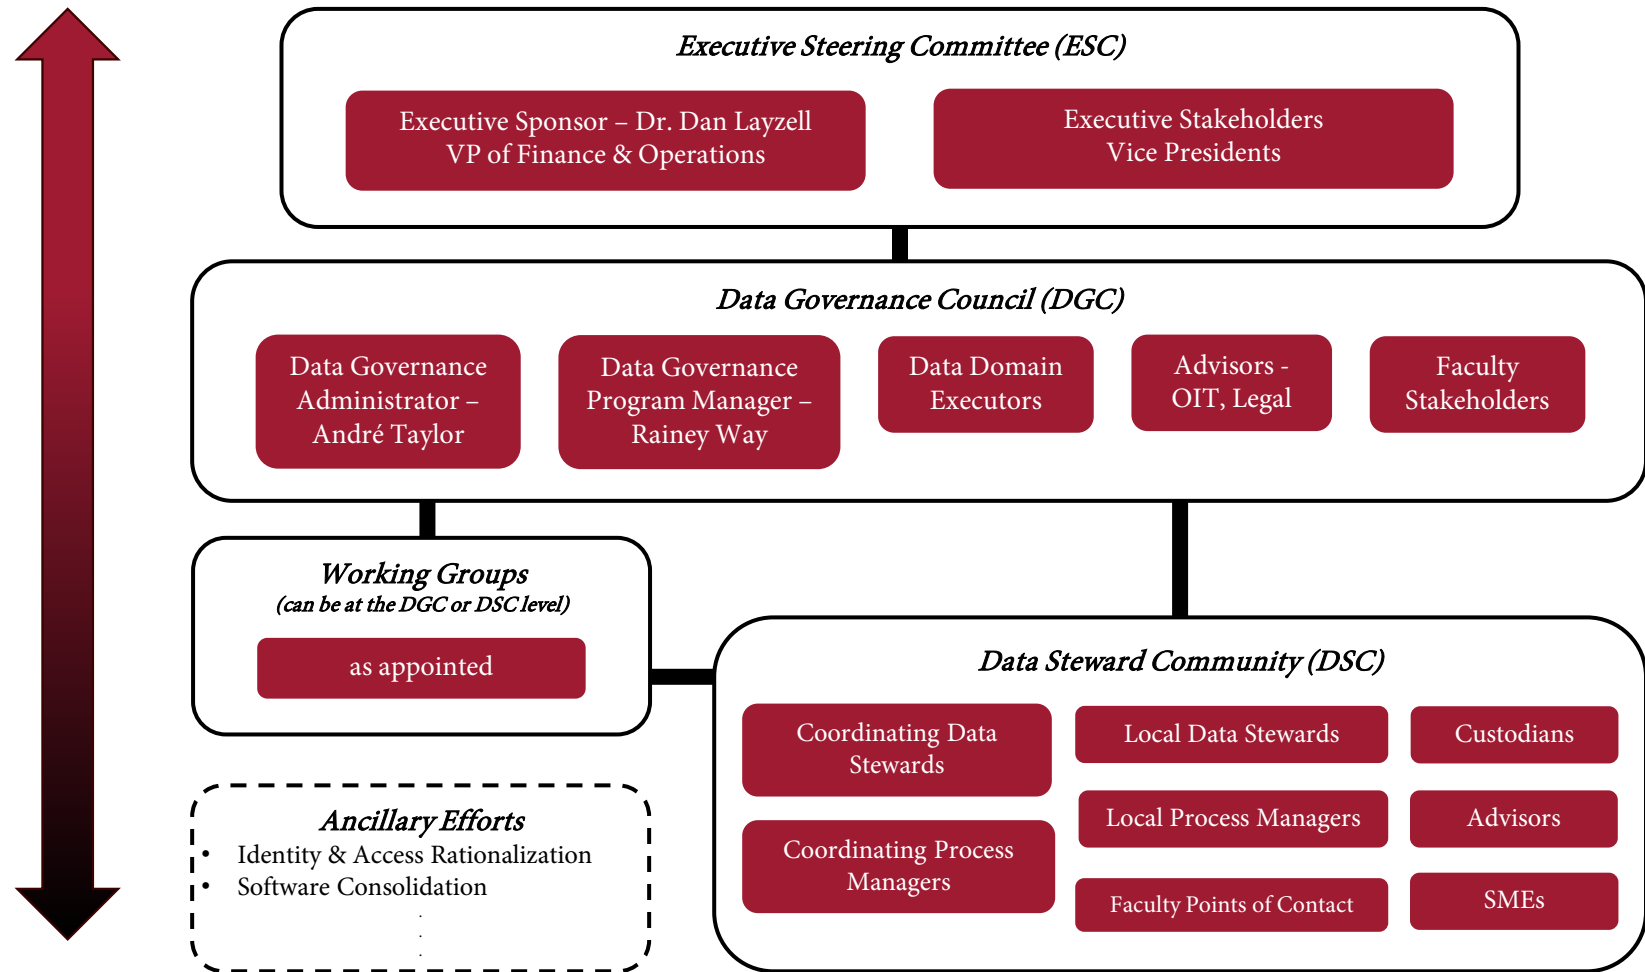 Executive Steering Committee (ESC)
Executive Sponsor – Dr. Dan Layzell
VP of Finance & Operations
Executive Stakeholders
Vice Presidents
Data Governance Council (DGC)
Data Governance
Administrator –
André Taylor
Data Governance
Program Manager –
Rainey Way
Data Domain
Executors
Advisors -
OIT, Legal
Faculty
Stakeholders
Working Groups
(can be at the DGC or DSC level)
as appointed
Data Steward Community (DSC)
Coordinating Data
Stewards
Coordinating Process
Managers
Local Data Stewards
Local Process Managers
Faculty Points of Contact
Custodians
Advisors
SMEs
Ancillary Efforts
• Identity & Access Rationalization
• Software Consolidation
.
.
.